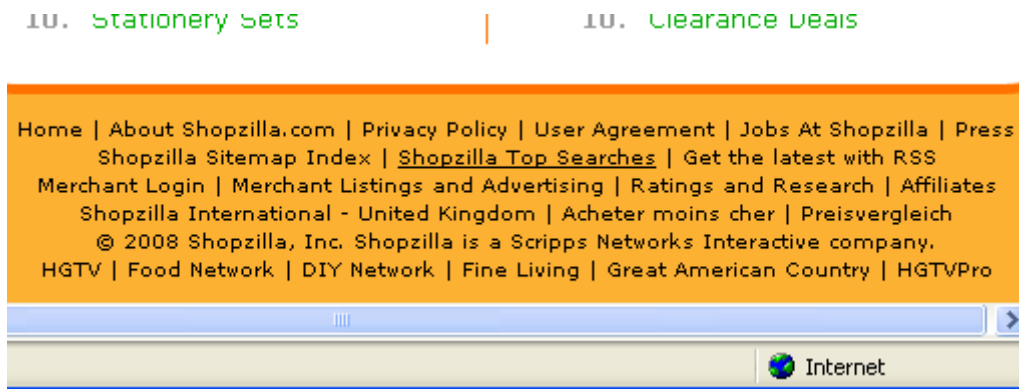 10. Stationery Sets
10. Clearance Deals
Home | About Shopzilla.com | Privacy Policy | User Agreement | Jobs At Shopzilla | Press
Shopzilla Sitemap Index | Shopzilla Top Searches | Get the latest with RSS
Merchant Login | Merchant Listings and Advertising | Ratings and Research | Affiliates
Shopzilla International - United Kingdom | Acheter moins cher | Preisvergleich
© 2008 Shopzilla, Inc. Shopzilla is a Scripps Networks Interactive company.
HGTV | Food Network | DIY Network | Fine Living | Great American Country | HGTVPro
Internet